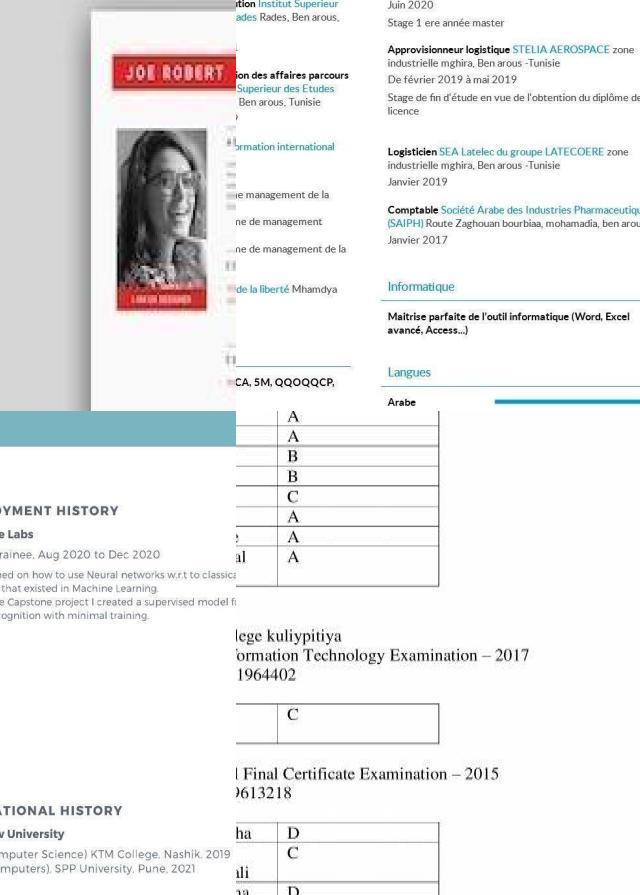 JOE ROBERT
tion Institut Superieur
ades Rades, Ben arous,
ion des affaires parcours
Superieur des Etudes
Ben arous, Tunisie
ormation international
e management de la
me de management
ne de management de la
de la liberté Mhamdya
CA, 5M, QQOQQCP,
Juin 2020
Stage 1 ere année master
Approvisionneur logistique STELIA AEROSPACE zone
industrielle mghira, Ben arous -Tunisie
De février 2019 à mai 2019
Stage de fin d'étude en vue de l'obtention du diplôme de
licence
Logisticien SEA Latelec du groupe LATECOERE zone
industrielle mghira, Ben arous -Tunisie
Janvier 2019
Comptable Société Arabe des Industries Pharmaceutiqu
(SAIPH) Route Zaghouan bourbiaa, mohamadia, ben arou
Janvier 2017
Informatique
Maitrise parfaite de l'outil informatique (Word, Excel
avancé, Access...)
Langues
Arabe
OYMENT HISTORY
e Labs
rainee, Aug 2020 to Dec 2020
ned on how to use Neural networks w.r.t to classica
that existed in Machine Learning.
e Capstone project I created a supervised model f
cognition with minimal training.
ATIONAL HISTORY
w University
mputer Science) KTM College, Nashik, 2019
omputers), SPP University, Pune, 2021
A
A
B
B
C
A
e A
al A
lege kuliypitiya
formation Technology Examination – 2017
1964402
C
l Final Certificate Examination – 2015
9613218
ha D
C
ali
na D